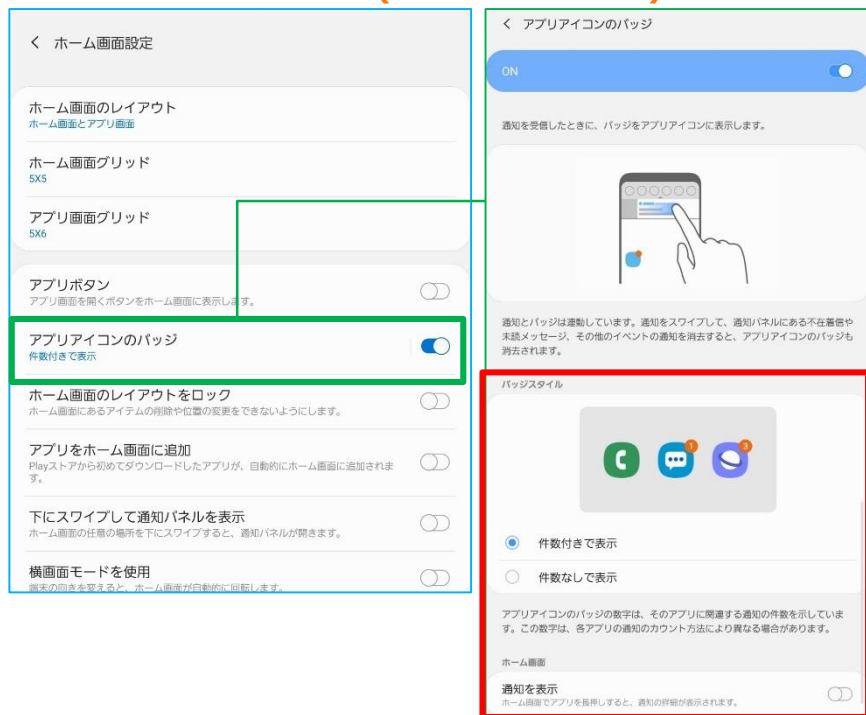 ホーム画面設定
ホーム画面のレイアウト
ホーム画面とアプリ画面
ホーム画面グリッド
5X5
アプリ画面グリッド
5X6
アプリボタン
アプリ画面を開くボタンをホーム画面に表示します。
アプリアイコンのバッジ
件数付きで表示
ホーム画面のレイアウトをロック
ホーム画面にあるアイテムの削除や位置の変更をできないようにします。
アプリをホーム画面に追加
Playストアから初めてダウンロードしたアプリが、自動的にホーム画面に追加されま
す。
下にスワイプして通知パネルを表示
ホーム画面の任意の場所を下にスワイプすると、通知パネルが開きます。
横画面モードを使用
端末の向きを変えると、ホーム画面が自動的に回転します。
アプリアイコンのバッジ
ON
通知を受信したときに、バッジをアプリアイコンに表示します。
通知とバッジは連動しています。通知をスワイプして、通知パネルにある不在着信や
未読メッセージ、その他のイベントの通知を消去すると、アプリアイコンのバッジも
消去されます。
バッジスタイル
1
3
件数付きで表示
件数なしで表示
アプリアイコンのバッジの数字は、そのアプリに関連する通知の件数を示していま
す。この数字は、各アプリの通知のカウント方法により異なる場合があります。
ホーム画面
通知を表示
ホーム画面でアプリを長押しすると、通知の詳細が表示されます。